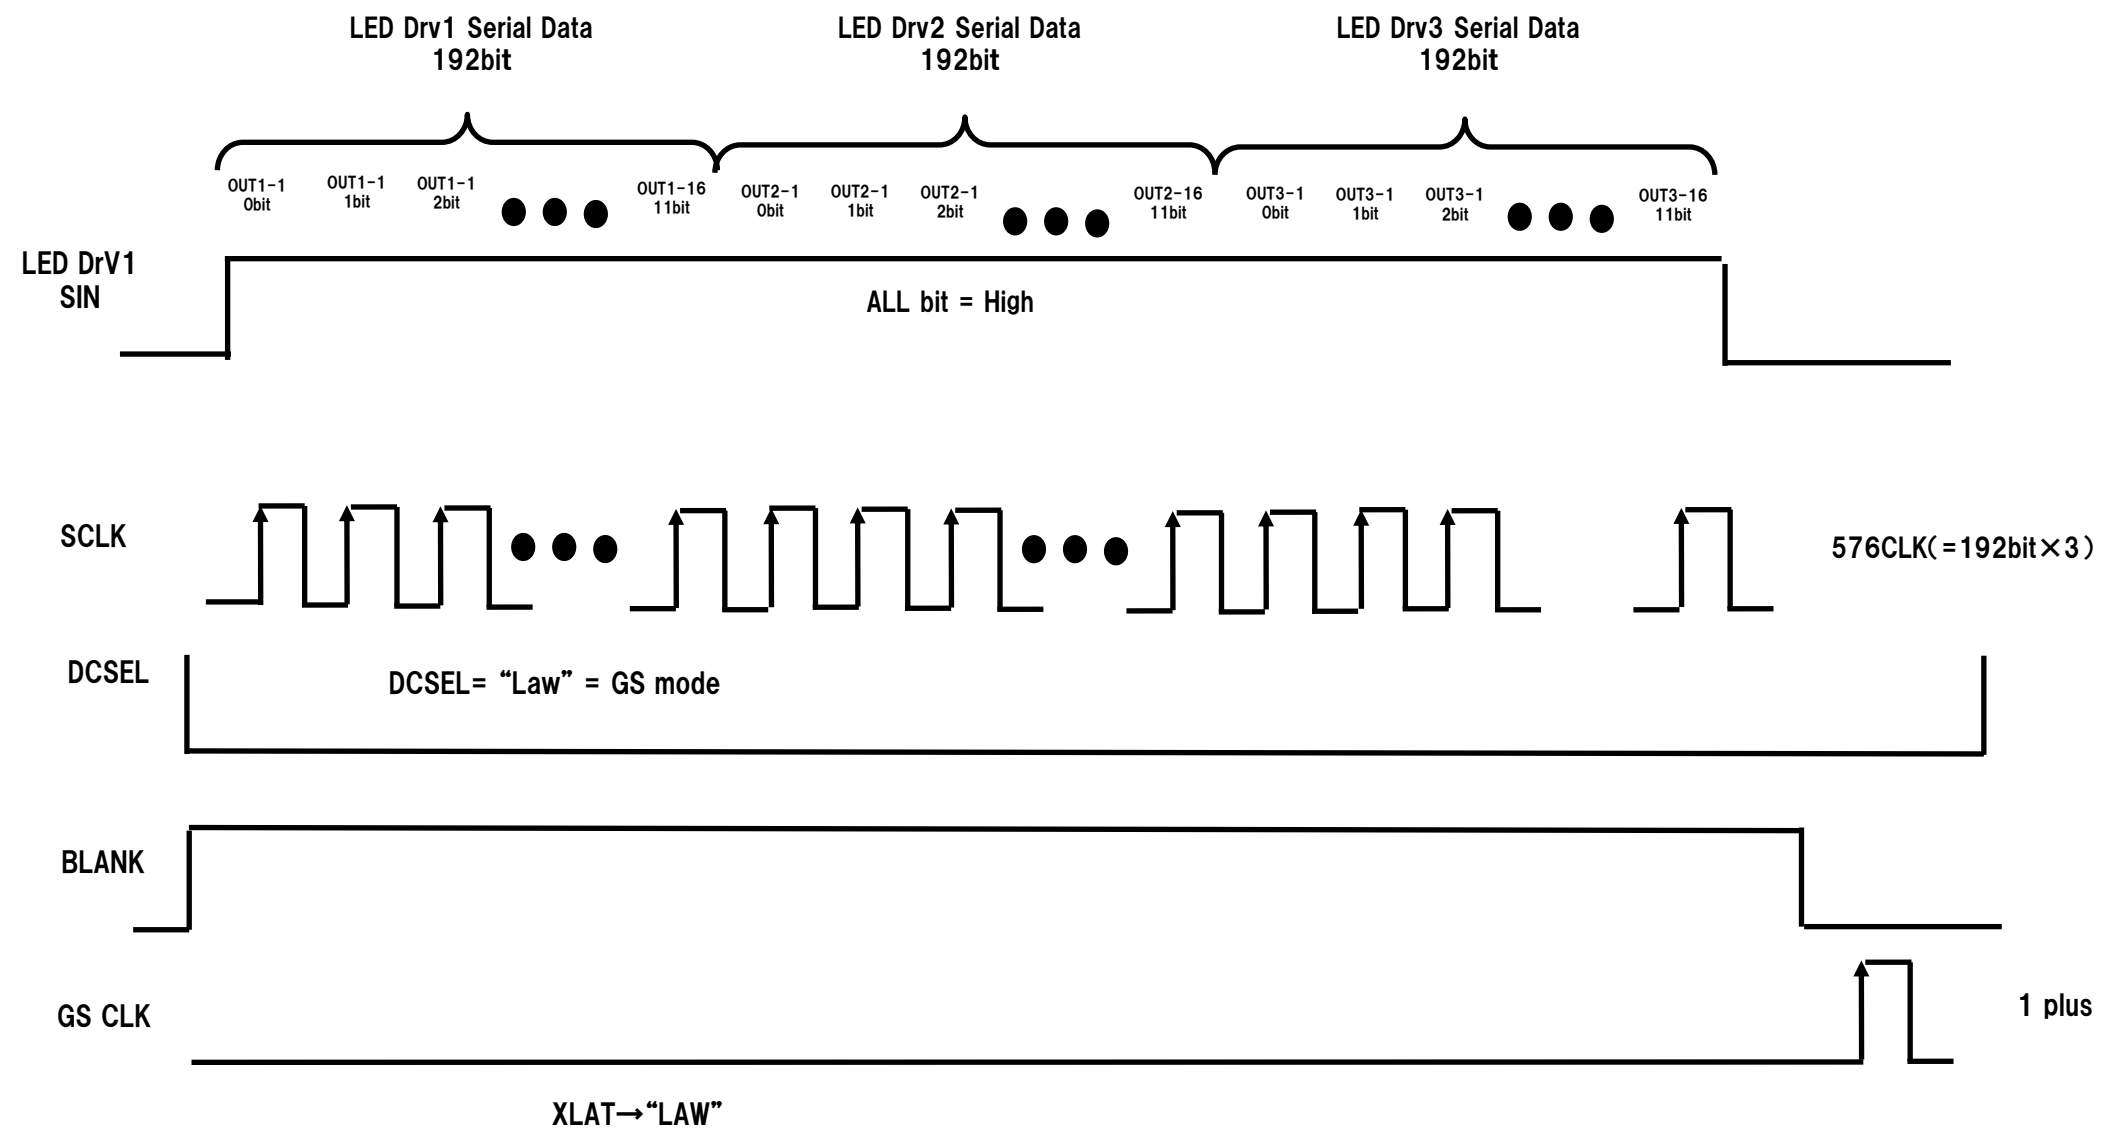 LED Drv1 Serial Data
192bit
LED Drv2 Serial Data
192bit
LED Drv3 Serial Data
192bit
OUT1-1
0bit
OUT1-1
1bit
OUT1-1
2bit
OUT1-16
11bit
OUT2-1
0bit
OUT2-1
1bit
OUT2-1
2bit
OUT2-16
11bit
OUT3-1
0bit
OUT3-1
1bit
OUT3-1
2bit
OUT3-16
11bit
LED DrV1
SIN
ALL bit = High
SCLK
576CLK(=192bit×3)
DCSEL
DCSEL= “Law” = GS mode
BLANK
GS CLK
1 plus
XLAT→“LAW”